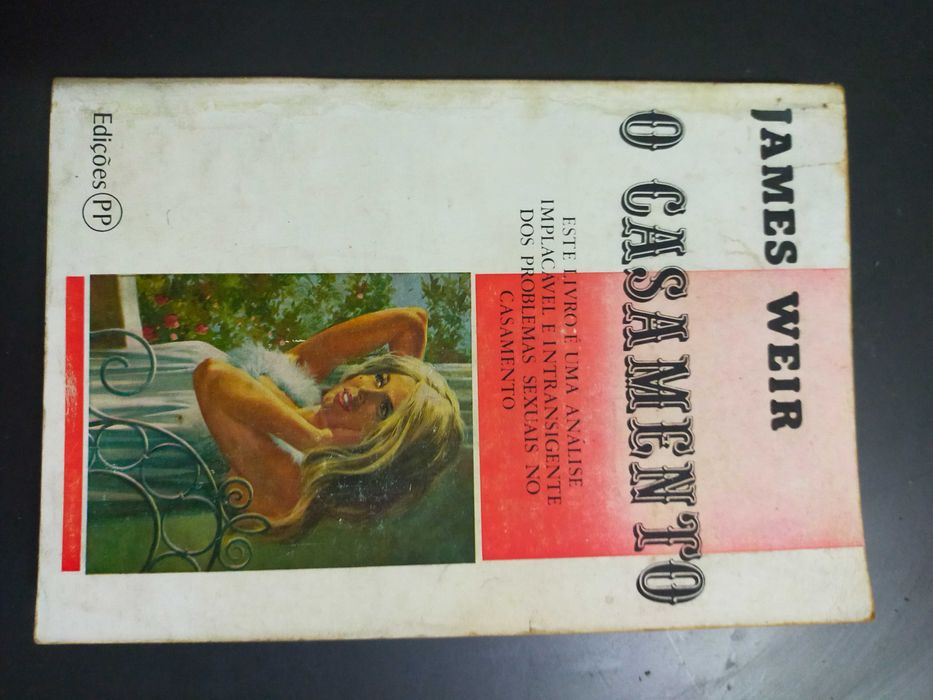 JAMES WEIR
O CASAMENTO
ESTE LIVRO É UMA ANÁLISE
IMPLACÁVEL E INTRANSIGENTE
DOS PROBLEMAS SEXUAIS NO
CASAMENTO
Edições PP